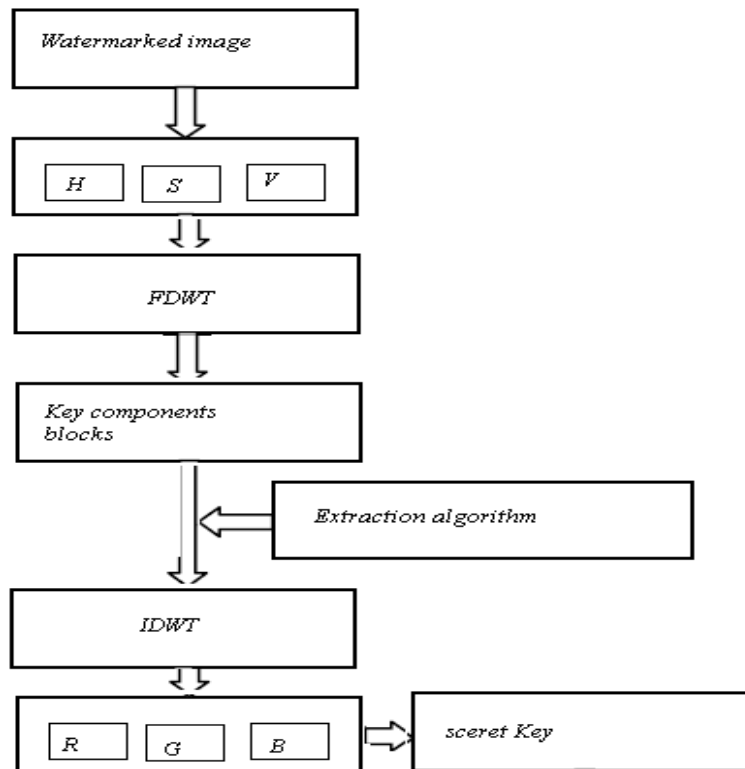 Watermarked image
H S V
FDWT
Key components
blocks
Extraction algorithm
IDWT
R G B
sceret Key